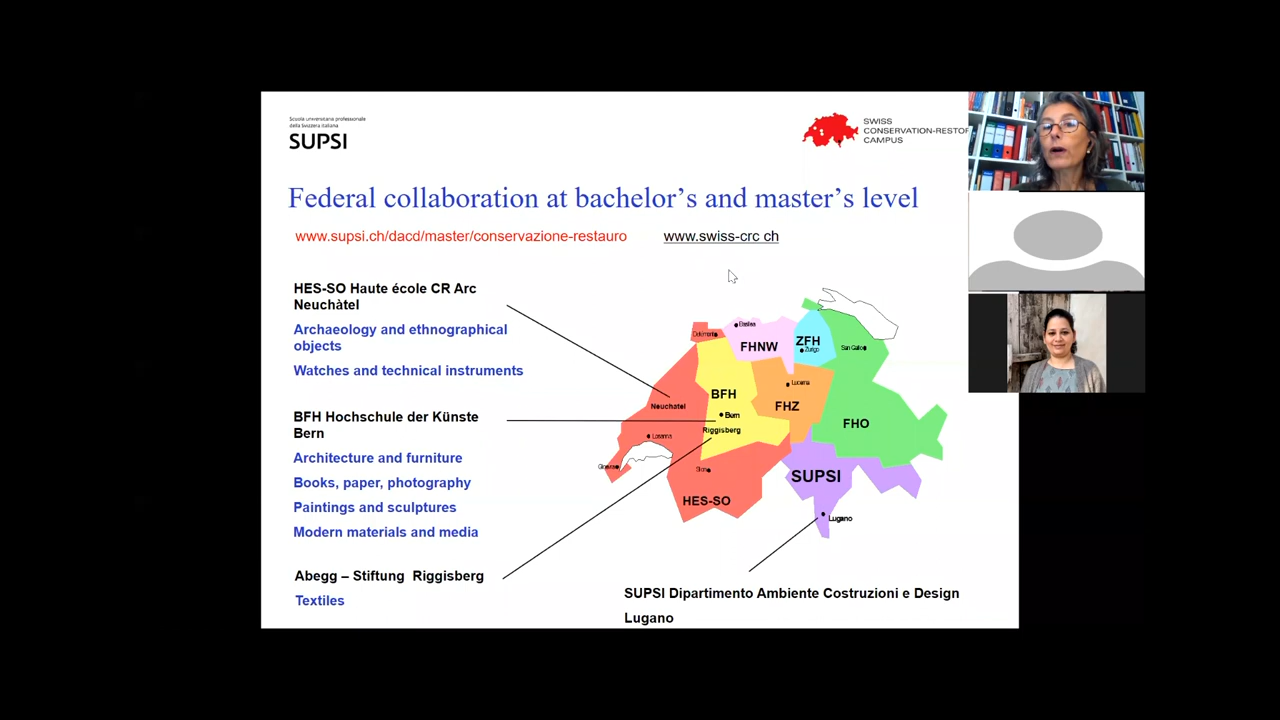 Scuola universitaria professionale
della Svizzera italiana
SUPSI
SWISS
CONSERVATION-RESTOR
CAMPUS
Federal collaboration at bachelor's and master's level
www.supsi.ch/dacd/master/conservazione-restauro
www.swiss-crc ch
HES-SO Haute école CR Arc
Neuchàtel
Archaeology and ethnographical
objects
Watches and technical instruments
BFH Hochschule der Künste
Bern
Architecture and furniture
Books, paper, photography
Paintings and sculptures
Modern materials and media
Abegg – Stiftung Riggisberg
Textiles
Delémont
Basilea
FHNW
ZFH
Zurigo
San Gallo
BFH
Lucerna
FHZ
Neuchatel
Bern
Riggisberg
FHO
Losanna
Ginevra
Sion
SUPSI
HES-SO
Lugano
SUPSI Dipartimento Ambiente Costruzioni e Design
Lugano